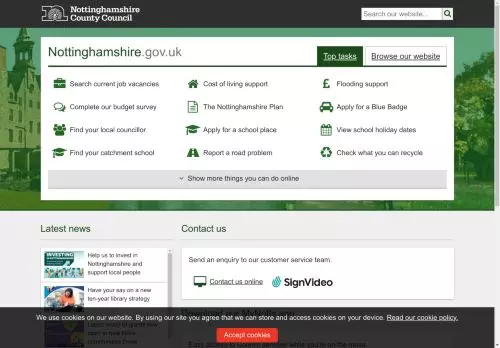 Nottinghamshire
County Council
Search our website...
Nottinghamshire.gov.uk
Top tasks
Browse our website
Search current job vacancies
Cost of living support
Flooding support
Complete our budget survey
The Nottinghamshire Plan
Apply for a Blue Badge
Find your local councillor
Apply for a school place
View school holiday dates
Find your catchment school
Report a road problem
Check what you can recycle
Show more things you can do online
Latest news
Contact us
INVESTING
Help us to invest in
Nottinghamshire and
support local people
Have your say on a new
ten-year library strategy
Send an enquiry to our customer service team.
Contact us online
SignVideo
Download our MyNotts app
We use cookies on our website. By using our site you agree that we can store and access cookies on your device. Read our cookie policy.
Accept cookies